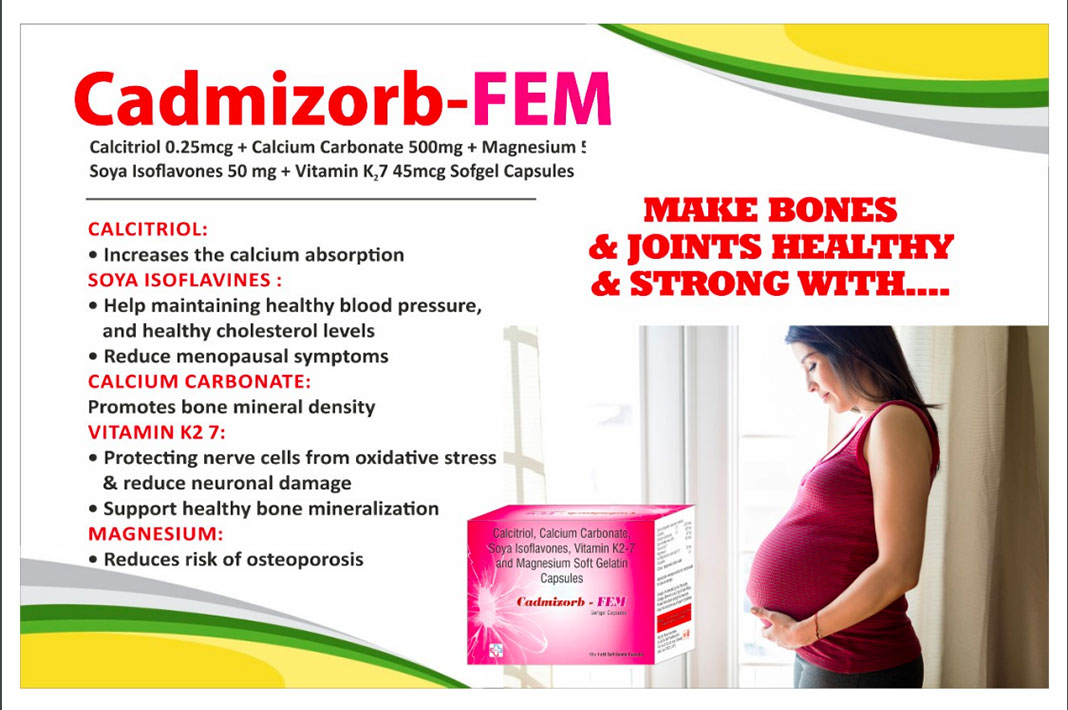 Cadmizorb-FEM
Calcitriol 0.25mcg + Calcium Carbonate 500mg + Magnesium
Soya Isoflavones 50 mg + Vitamin K₂7 45mcg Sofgel Capsules
CALCITRIOL:
• Increases the calcium absorption
SOYA ISOFLAVINES :
• Help maintaining healthy blood pressure,
and healthy cholesterol levels
• Reduce menopausal symptoms
CALCIUM CARBONATE:
Promotes bone mineral density
VITAMIN K2 7:
• Protecting nerve cells from oxidative stress
& reduce neuronal damage
• Support healthy bone mineralization
MAGNESIUM:
• Reduces risk of osteoporosis
MAKE BONES
& JOINTS HEALTHY
& STRONG WITH....
Calcitriol, Calcium Carbonate,
Soya Isoflavones, Vitamin K2-7
and Magnesium Soft Gelatin
Capsules
Cadmizorb - FEM
Sofgel Capsules